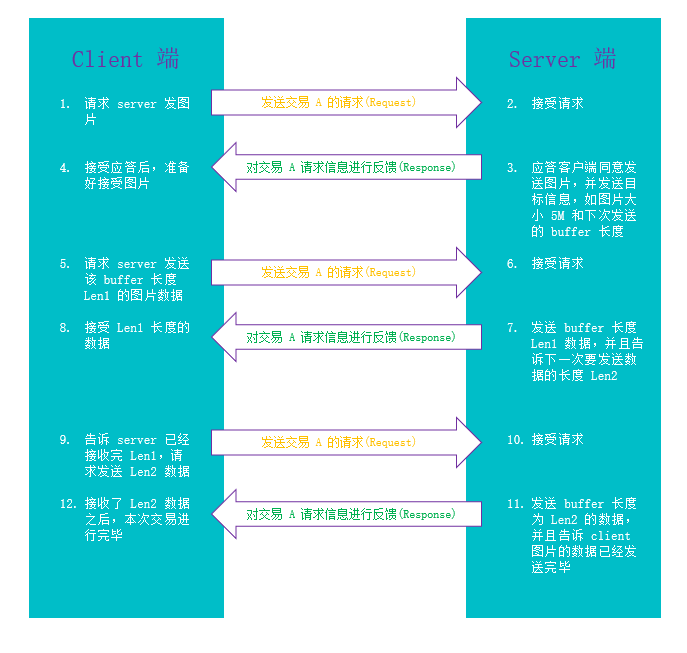 Client 端
Server 端
1. 请求 server 发图
片
发送交易 A 的请求(Request)
2. 接受请求
4. 接受应答后，准备
好接受图片
对交易 A 请求信息进行反馈(Response)
3. 应答客户端同意发
送图片，并发送目
标信息，如图片大
小 5M 和下次发送
的 buffer 长度
5. 请求 server 发送
该 buffer 长度
Len1 的图片数据
发送交易 A 的请求(Request)
6. 接受请求
8. 接受 Len1 长度的
数据
对交易 A 请求信息进行反馈(Response)
7. 发送 buffer 长度
Len1 数据，并且告
诉下一次要发送数
据的长度 Len2
9. 告诉 server 已经
接收完 Len1，请
求发送 Len2 数据
发送交易 A 的请求(Request)
10. 接受请求
12. 接收了 Len2 数据
之后，本次交易进
行完毕
对交易 A 请求信息进行反馈(Response)
11. 发送 buffer 长度
为 Len2 的数据，
并且告诉 client
图片的数据已经发
送完毕